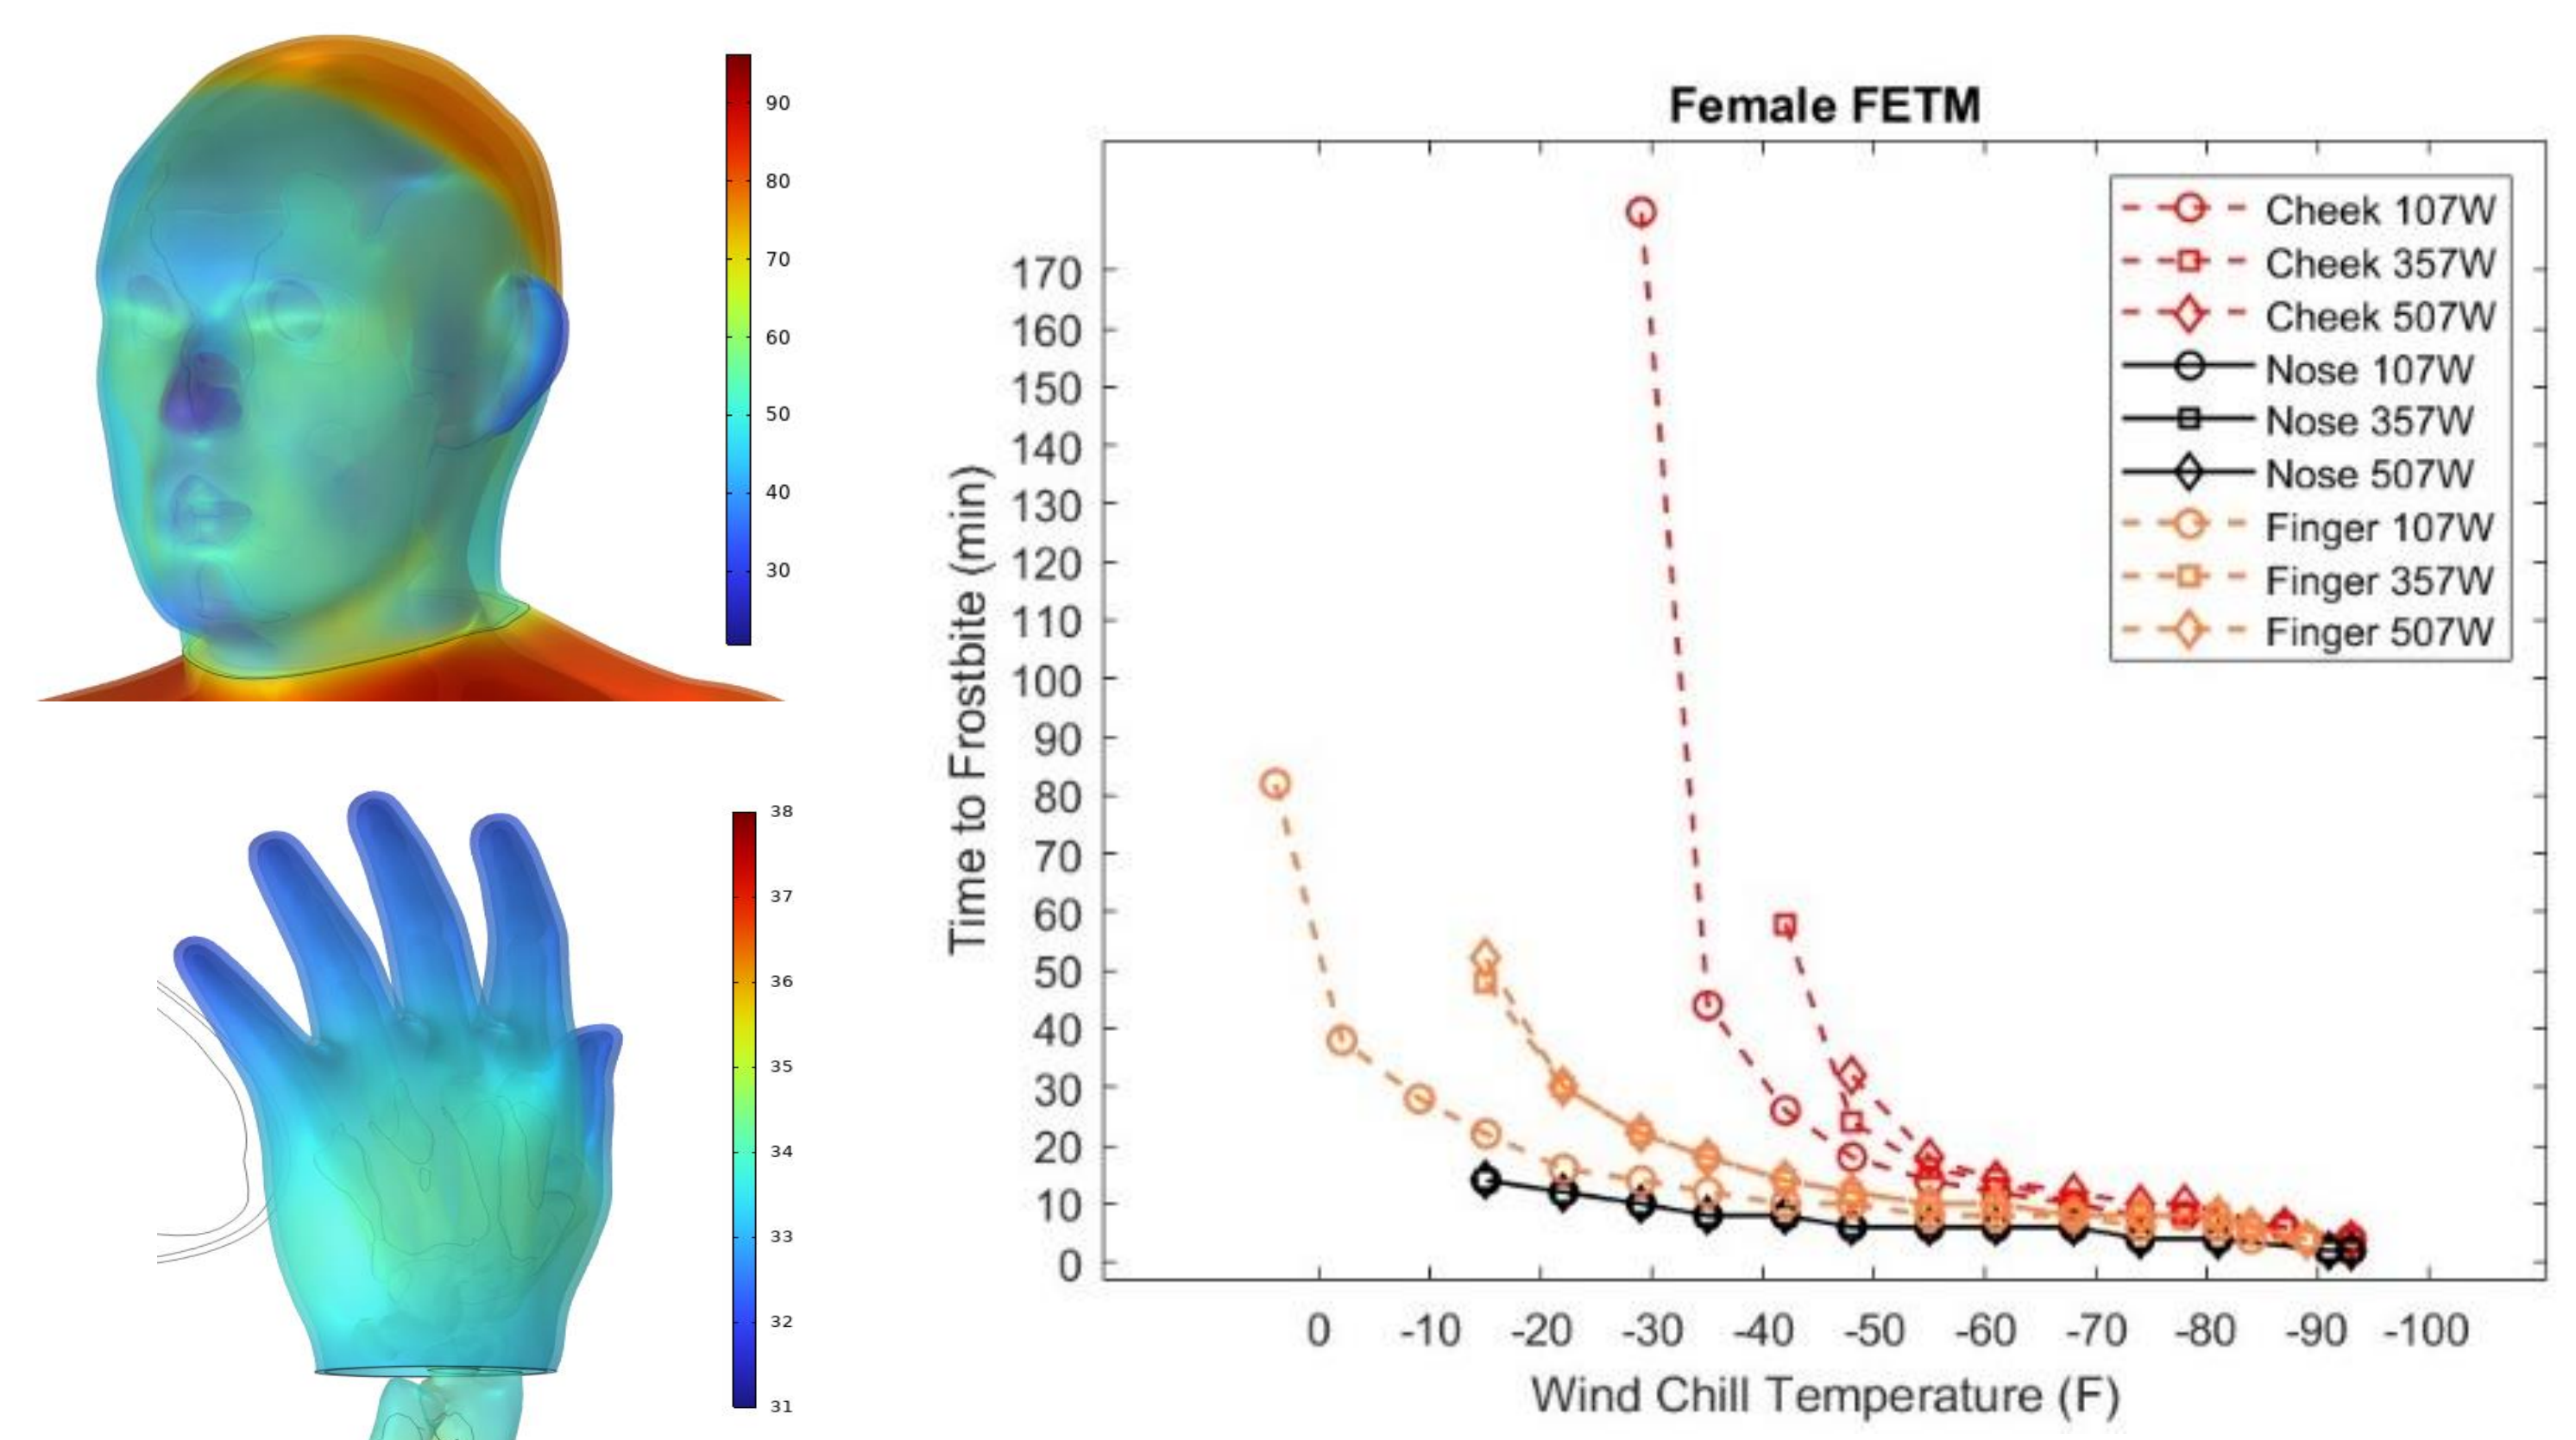 90
80
70
60
50
40
30
38
37
36
35
34
33
32
31
Female FETM
Time to Frostbite (min)
170
160
150
140
130
120
110
100
90
80
70
60
50
40
30
20
10
0
Cheek 107W
Cheek 357W
Cheek 507W
Nose 107W
Nose 357W
Nose 507W
Finger 107W
Finger 357W
Finger 507W
0 -10 -20 -30 -40 -50 -60 -70 -80 -90 -100
Wind Chill Temperature (F)